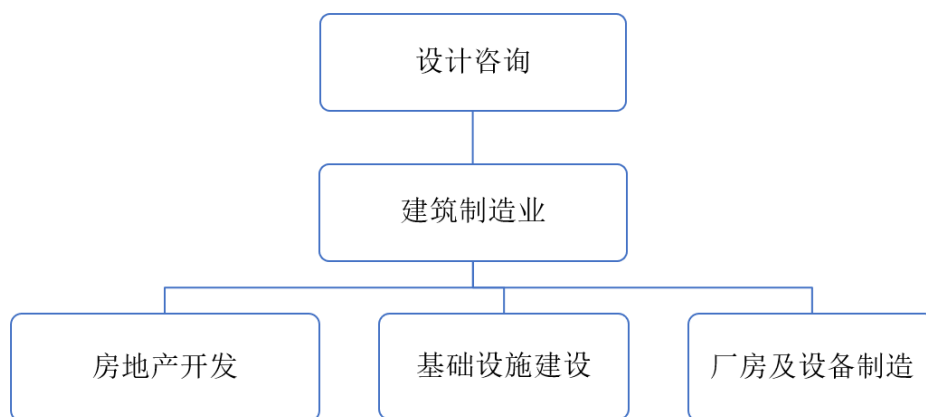 设计咨询
建筑制造业
房地产开发
基础设施建设
厂房及设备制造